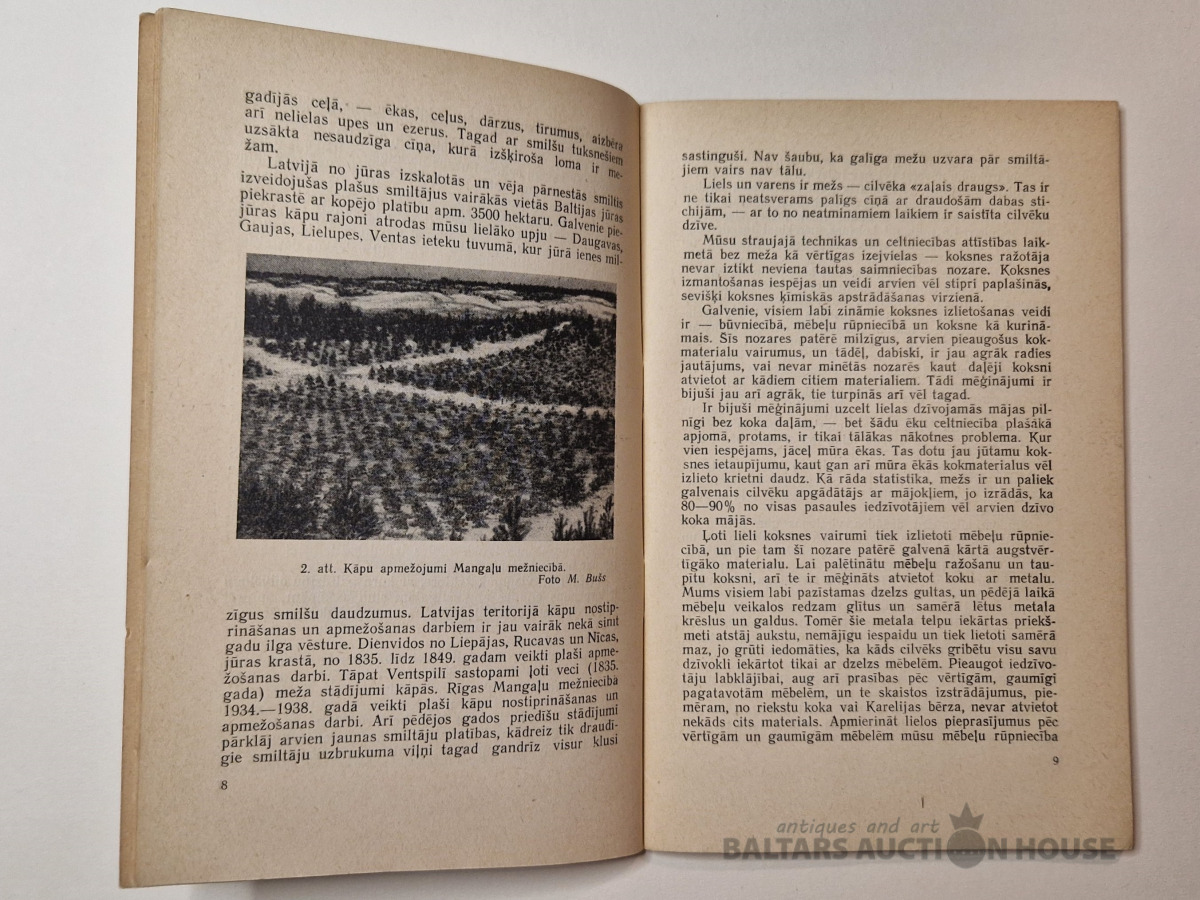 gadījās ceļā, — ēkas, ceļus, dārzus, tīrumus, aizbēra
arī nelielas upes un ezerus. Tagad ar smilšu tuksnešiem
uzsākta nesaudzīga cīņa, kurā izšķiroša loma ir me-
žam.
Latvijā no jūras izskalotās un vēja pārnestās smiltis
izveidojušas plašus smiltājus vairākās vietās Baltijas jūras
piekrastē ar kopējo platību apm. 3500 hektaru. Galvenie pie-
jūras kāpu rajoni atrodas mūsu lielāko upju — Daugavas,
Gaujas, Lielupes, Ventas ieteku tuvumā, kur jūrā ienes mil-
2. att. Kāpu apmežojumi Mangaļu mežniecībā.
Foto M. Bušs
zīgus smilšu daudzumus. Latvijas teritorijā kāpu nostip-
rināšanas un apmežošanas darbiem ir jau vairāk nekā simt
gadu ilga vēsture. Dienvidos no Liepājas, Rucavas un Nīcas,
jūras krastā, no 1835. līdz 1849. gadam veikti plaši apme-
žošanas darbi. Tāpat Ventspilī sastopami ļoti veci (1835.
gada) meža stādījumi kāpās. Rīgas Mangaļu mežniecībā
1934.—1938. gadā veikti plaši kāpu nostiprināšanas un
apmežošanas darbi. Arī pēdējos gados priedīšu stādījumi
pārklāj arvien jaunas smiltāju platības, kādreiz tik draudī-
gie smiltāju uzbrukuma viļņi tagad gandrīz visur klusi
8
sastinguši. Nav šaubu, ka galīga mežu uzvara pār smiltā-
jiem vairs nav tālu.
Liels un varens ir mežs — cilvēka «zaļais draugs». Tas ir
ne tikai neatsverams palīgs cīņā ar draudošām dabas sti-
chijām, — ar to no neatminamiem laikiem ir saistīta cilvēku
dzīve.
Mūsu straujajā technikas un celtniecības attīstības laik-
metā bez meža kā vērtīgas izejvielas — koksnes ražotāja
nevar iztikt neviena tautas saimniecības nozare. Koksnes
izmantošanas iespējas un veidi arvien vēl stipri paplašinās,
sevišķi koksnes ķīmiskās apstrādāšanas virzienā.
Galvenie, visiem labi zināmie koksnes izlietošanas veidi
ir — būvniecībā, mēbeļu rūpniecībā un koksne kā kurinā-
mais. Šīs nozares patērē milzīgus, arvien pieaugošus kok-
materialu vairumus, un tādēļ, dabiski, ir jau agrāk radies
jautājums, vai nevar minētās nozarēs kaut daļēji koksni
atvietot ar kādiem citiem materialiem. Tādi mēģinājumi ir
bijuši jau arī agrāk, tie turpinās arī vēl tagad.
Ir bijuši mēģinājumi uzcelt lielas dzīvojamās mājas pil-
nīgi bez koka daļām, — bet šādu ēku celtniecība plašākā
apjomā, protams, ir tikai tālākas nākotnes problema. Kur
vien iespējams, jāceļ mūra ēkas. Tas dotu jau jūtamu kok-
snes ietaupījumu, kaut gan arī mūra ēkās kokmaterialus vēl
izlieto krietni daudz. Kā rāda statistika, mežs ir un paliek
galvenais cilvēku apgādātājs ar mājokļiem, jo izrādās, ka
80—90% no visas pasaules iedzīvotājiem vēl arvien dzīvo
koka mājās.
Ļoti lieli koksnes vairumi tiek izlietoti mēbeļu rūpnie-
cībā, un pie tam šī nozare patērē galvenā kārtā augstvēr-
tīgāko materialu. Lai palētinātu mēbeļu ražošanu un tau-
pītu koksni, arī te ir mēģināts atvietot koku ar metalu.
Mums visiem labi pazīstamas dzelzs gultas, un pēdējā laikā
mēbeļu veikalos redzam glītus un samērā lētus metala
krēslus un galdus. Tomēr šie metala telpu iekārtas priekš-
meti atstāj aukstu, nemājīgu iespaidu un tiek lietoti samērā
maz, jo grūti iedomāties, ka kāds cilvēks gribētu visu savu
dzīvokli iekārtot tikai ar dzelzs mēbelēm. Pieaugot iedzīvo-
tāju labklājībai, aug arī prasības pēc vērtīgām, gaumīgi
pagatavotām mēbelēm, un te skaistos izstrādājumus, pie-
mēram, no riekstu koka vai Karelijas bērza, nevar atvietot
nekāds cits materials. Apmierināt lielos pieprasījumus pēc
vērtīgām un gaumīgām mēbelēm mūsu mēbeļu rūpniecība
9
antiques and art
BALTARS AUCTION HOUSE